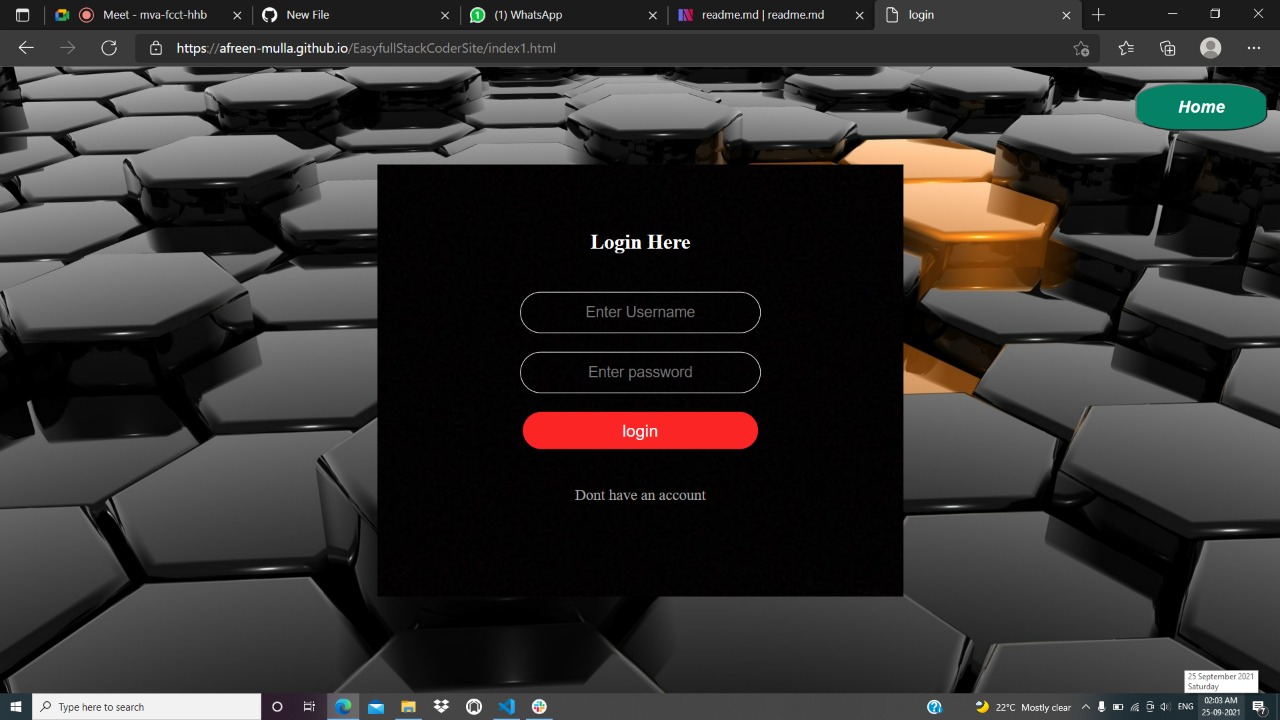 Meet - mva-fcct-hhb
New File
(1) WhatsApp
readme.md | readme.md
login
https://afreen-mulla.github.io/EasyfullStackCoderSite/index1.html
Home
Login Here
Enter Username
Enter password
login
Dont have an account
25 September 2021
Saturday
Type here to search
22°C Mostly clear
ENG
02:03 AM
25-09-2021